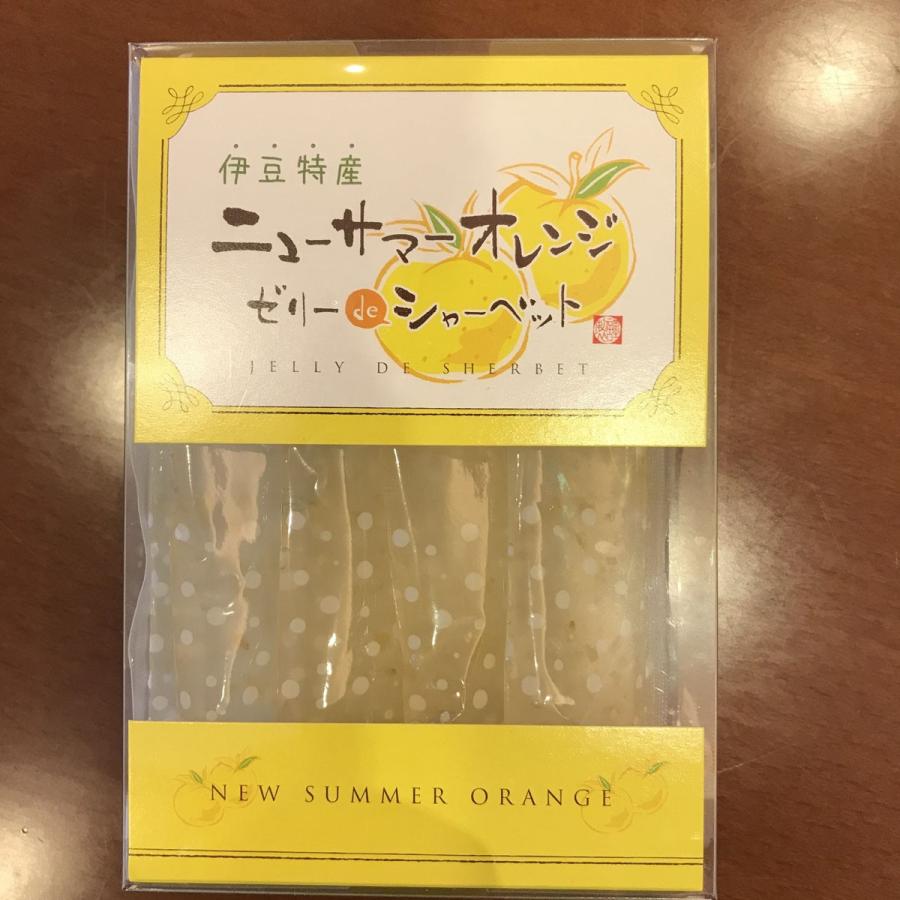 伊豆特産
ニューサマーオレンジ
ゼリーdeシャーベット
JELLY DE SHERBET
NEW SUMMER ORANGE